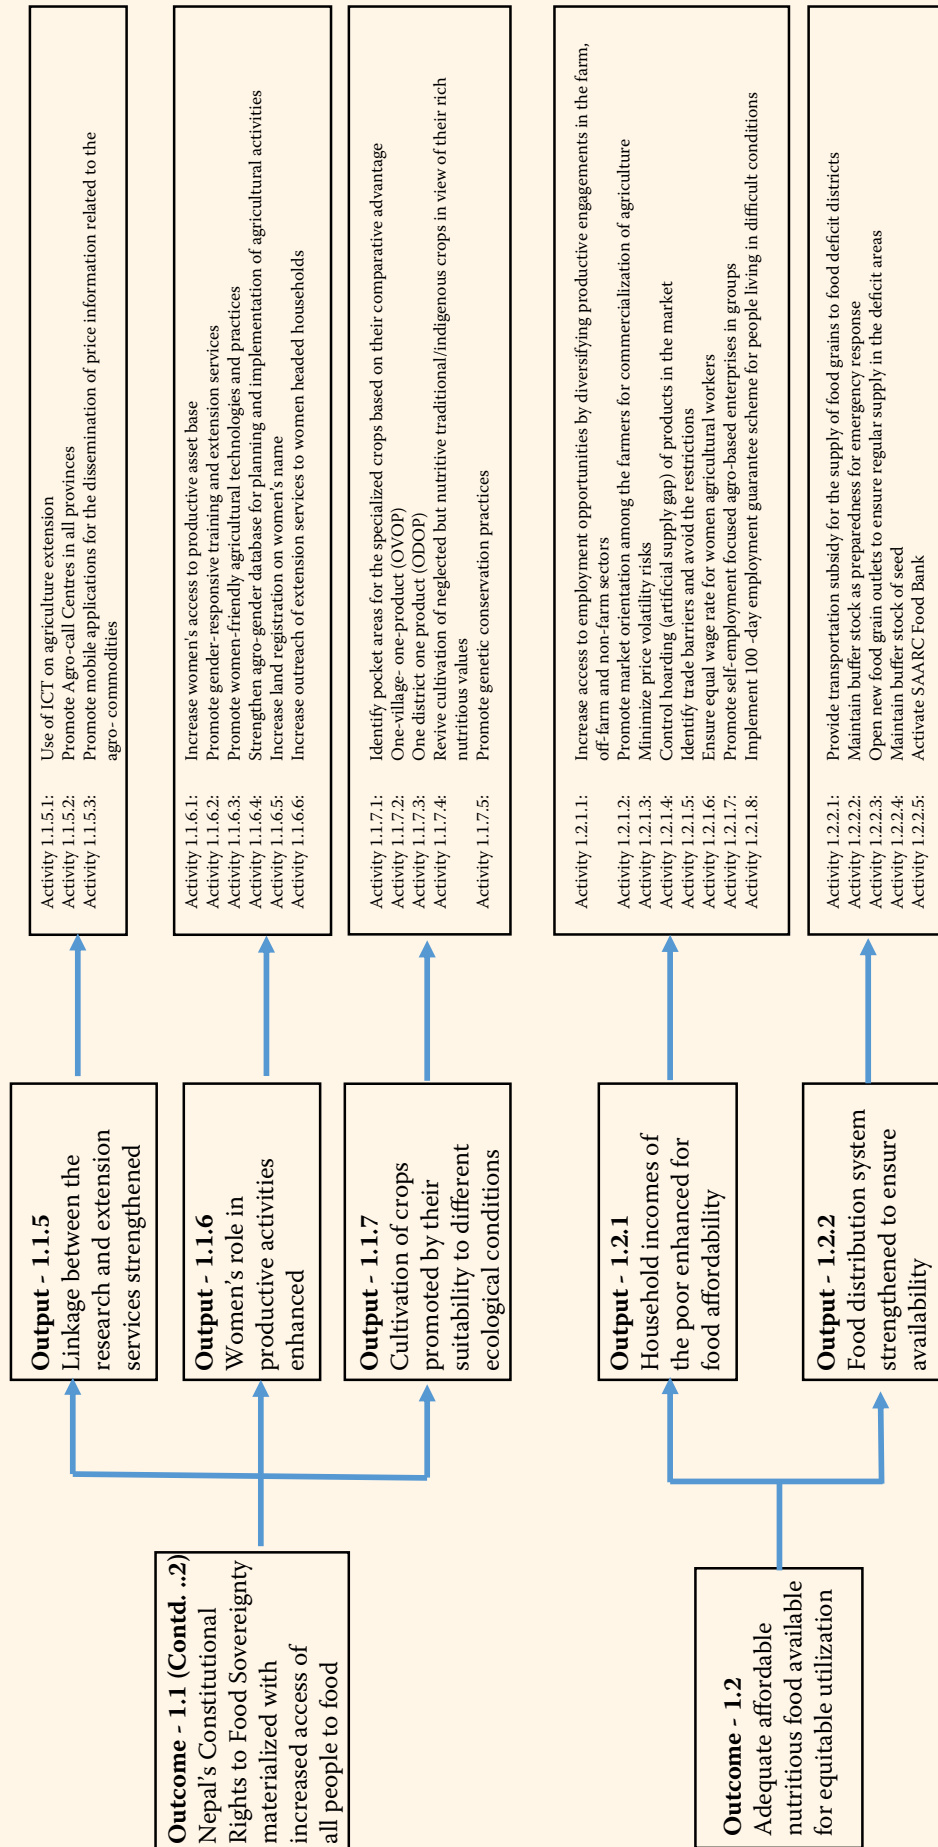 Outcome - 1.1 (Contd. ..2)
Nepal's Constitutional
Rights to Food Sovereignty
materialized with
increased access of
all people to food
Output - 1.1.5
Linkage between the
research and extension
services strengthened
Activity 1.1.5.1: Use of ICT on agriculture extension
Activity 1.1.5.2: Promote Agro-call Centres in all provinces
Activity 1.1.5.3: Promote mobile applications for the dissemination of price information related to the
agro- commodities
Output - 1.1.6
Women's role in
productive activities
enhanced
Activity 1.1.6.1: Increase women's access to productive asset base
Activity 1.1.6.2: Promote gender-responsive training and extension services
Activity 1.1.6.3: Promote women-friendly agricultural technologies and practices
Activity 1.1.6.4: Strengthen agro-gender database for planning and implementation of agricultural activities
Activity 1.1.6.5: Increase land registration on women's name
Activity 1.1.6.6: Increase outreach of extension services to women headed households
Output - 1.1.7
Cultivation of crops
promoted by their
suitability to different
ecological conditions
Activity 1.1.7.1: Identify pocket areas for the specialized crops based on their comparative advantage
Activity 1.1.7.2: One-village- one-product (OVOP)
Activity 1.1.7.3: One district one product (ODOP)
Activity 1.1.7.4: Revive cultivation of neglected but nutritive traditional/indigenous crops in view of their rich
nutritious values
Activity 1.1.7.5: Promote genetic conservation practices
Outcome - 1.2
Adequate affordable
nutritious food available
for equitable utilization
Output - 1.2.1
Household incomes of
the poor enhanced for
food affordability
Activity 1.2.1.1: Increase access to employment opportunities by diversifying productive engagements in the farm,
off-farm and non-farm sectors
Activity 1.2.1.2: Promote market orientation among the farmers for commercialization of agriculture
Activity 1.2.1.3: Minimize price volatility risks
Activity 1.2.1.4: Control hoarding (artificial supply gap) of products in the market
Activity 1.2.1.5: Identify trade barriers and avoid the restrictions
Activity 1.2.1.6: Ensure equal wage rate for women agricultural workers
Activity 1.2.1.7: Promote self-employment focused agro-based enterprises in groups
Activity 1.2.1.8: Implement 100 -day employment guarantee scheme for people living in difficult conditions
Output - 1.2.2
Food distribution system
strengthened to ensure
availability
Activity 1.2.2.1: Provide transportation subsidy for the supply of food grains to food deficit districts
Activity 1.2.2.2: Maintain buffer stock as preparedness for emergency response
Activity 1.2.2.3: Open new food grain outlets to ensure regular supply in the deficit areas
Activity 1.2.2.4: Maintain buffer stock of seed
Activity 1.2.2.5: Activate SAARC Food Bank